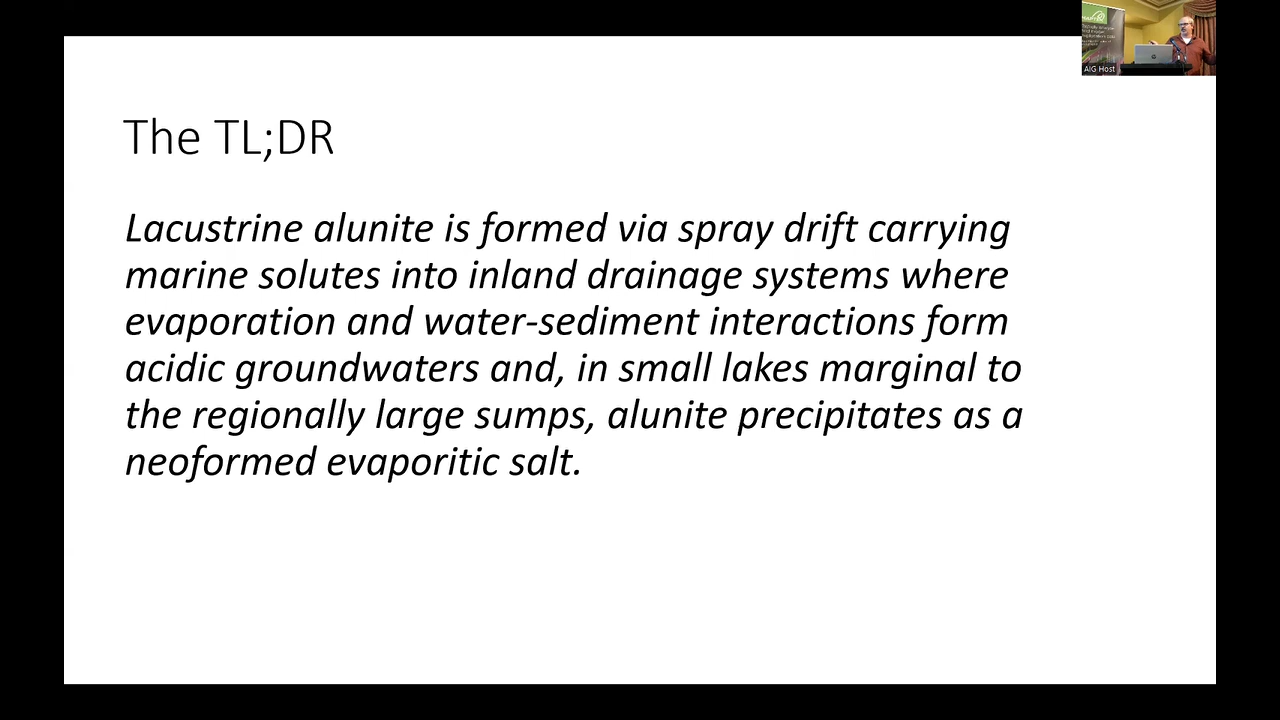 The TL;DR
Lacustrine alunite is formed via spray drift carrying
marine solutes into inland drainage systems where
evaporation and water-sediment interactions form
acidic groundwaters and, in small lakes marginal to
the regionally large sumps, alunite precipitates as a
neoformed evaporitic salt.
AIG Host